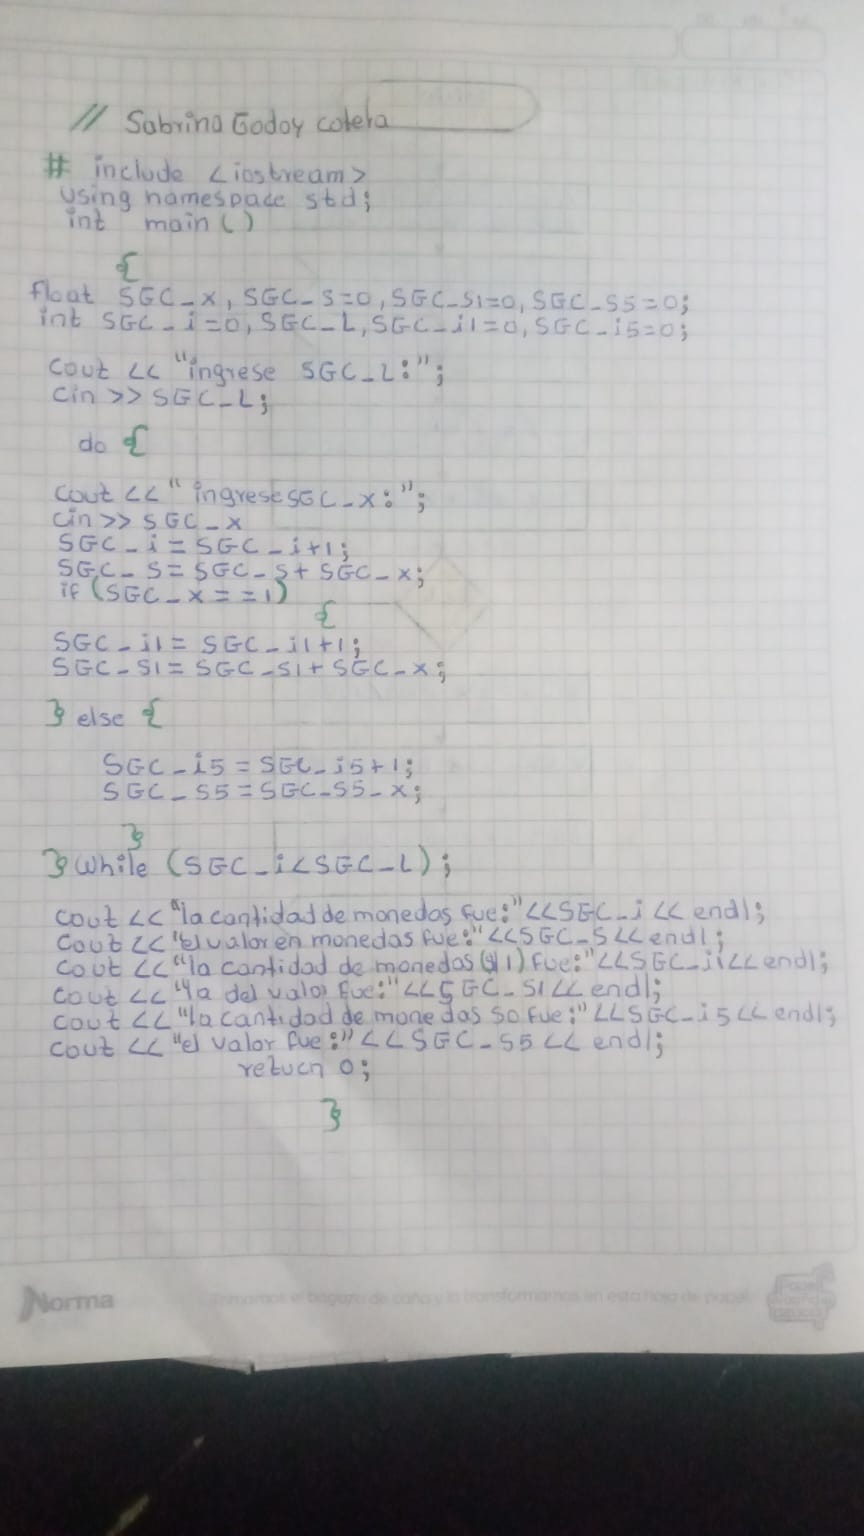 // Sabrina Godoy cotera
# include <iostream>
using namespace std;
int main()
{
float SGC_x, SGC_s=0, SGC_s1=0, SGC_s5=0;
int SGC_i=0, SGC_L, SGC_i1=0, SGC_i5=0;
cout << "ingrese SGC_L:";
cin >> SGC_L;
do {
cout << "ingrese SGC_x:";
cin >> SGC_x
SGC_i = SGC_i+1;
SGC_s = SGC_s + SGC_x;
if (SGC_x == 1)
{
SGC_i1 = SGC_i1+1;
SGC_s1 = SGC_s1 + SGC_x;
} else {
SGC_i5 = SGC_i5+1;
SGC_s5 = SGC_s5_x;
}
} while (SGC_i<SGC_L);
cout << "la cantidad de monedas fue:"<<SGC_i << endl;
cout << "el valor en monedas fue:"<<SGC_s<< endl;
cout << "la cantidad de monedas ($/1) fue:"<<SGC_i1<< endl;
cout << "la del valor fue:"<<SGC_s1<< endl;
cout << "la cantidad de monedas so fue:"<<SGC_i5<< endl;
cout << "el valor fue:"<<SGC_s5<< endl;
return 0;
}
Norma